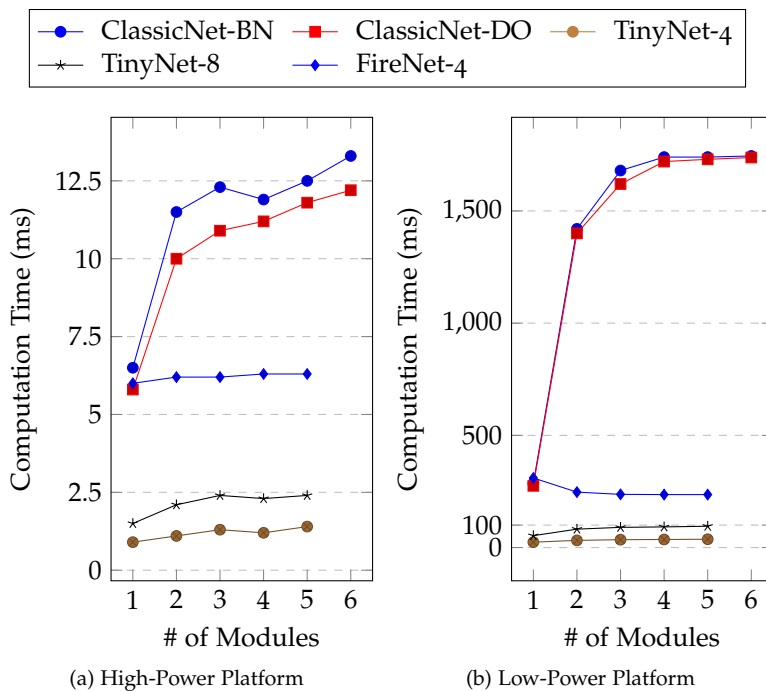 ClassicNet-BN ClassicNet-DO TinyNet-4
TinyNet-8 FireNet-4
Computation Time (ms)
12.5
10
7.5
5
2.5
0
1 2 3 4 5 6
# of Modules
(a) High-Power Platform
Computation Time (ms)
1,500
1,000
500
100
0
1 2 3 4 5 6
# of Modules
(b) Low-Power Platform